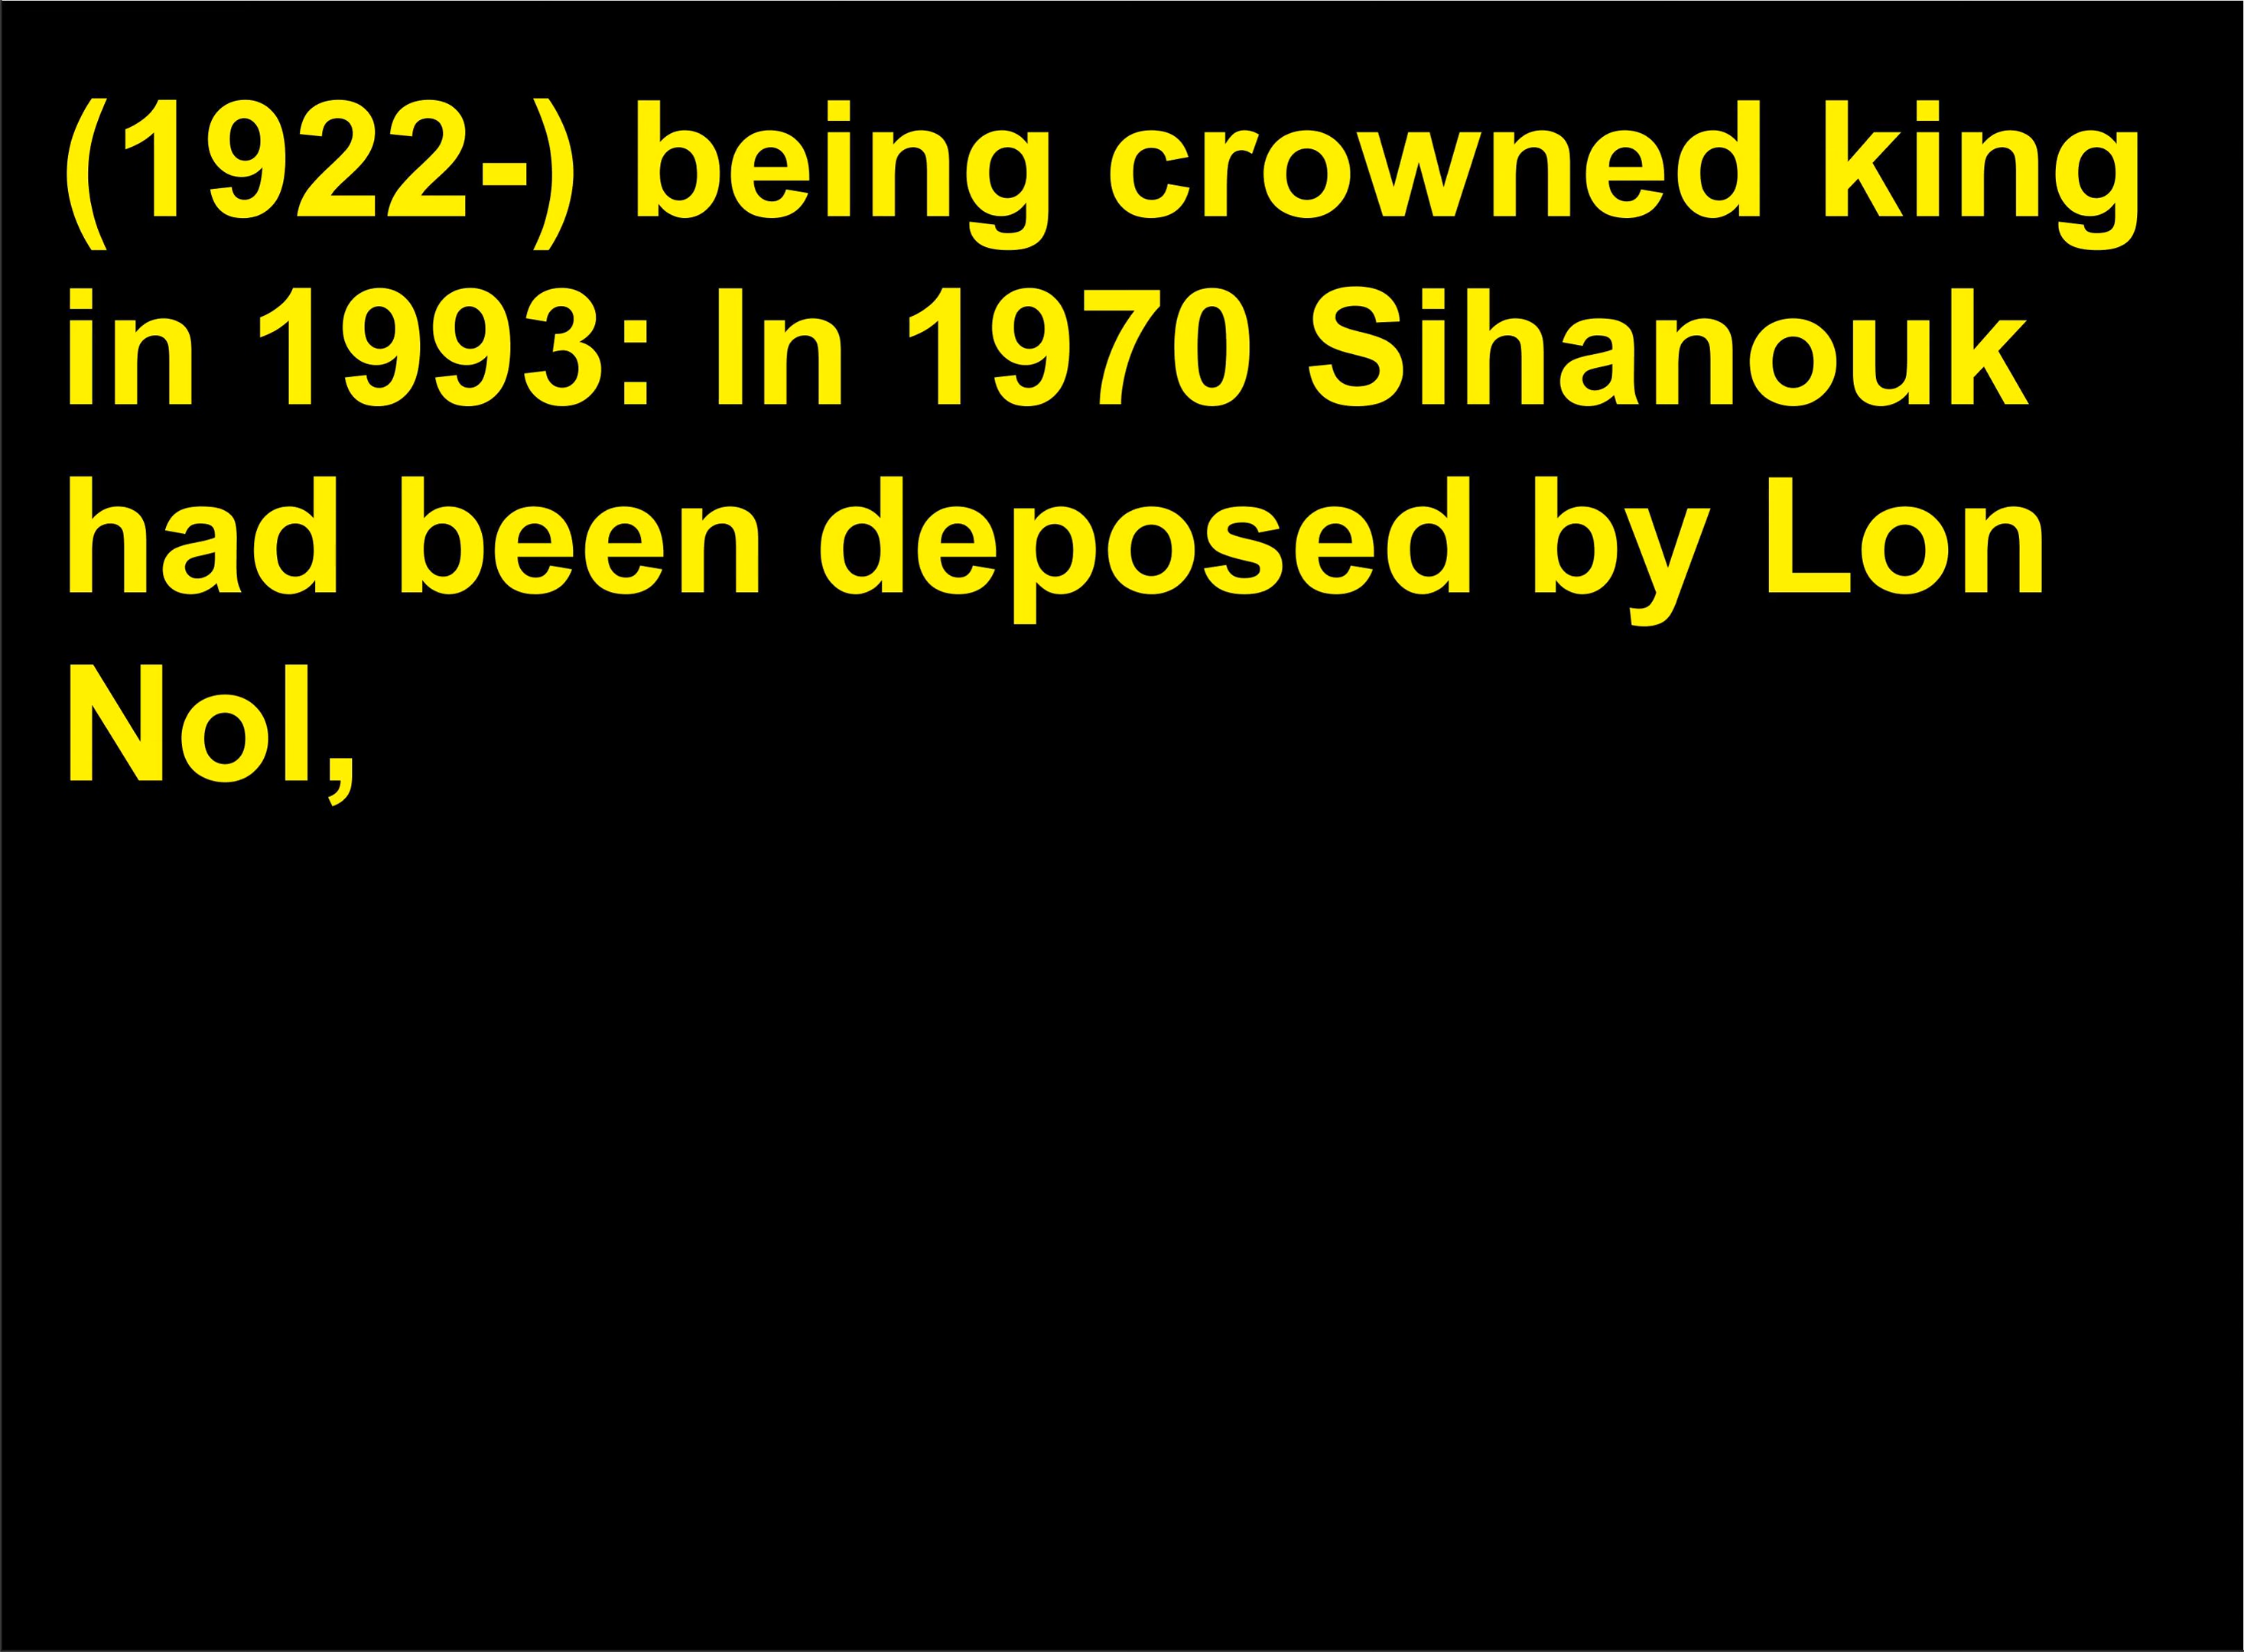 (1922-) being crowned king
in 1993: In 1970 Sihanouk
had been deposed by Lon
Nol,